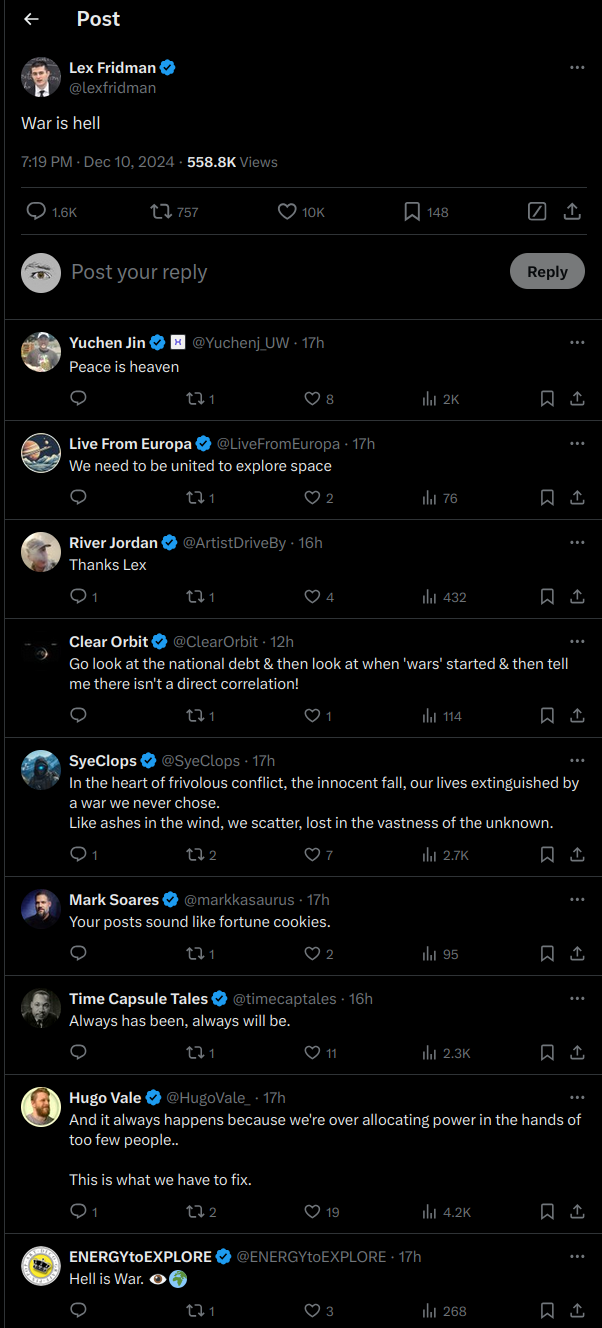 Post
Lex Fridman
@lexfridman
War is hell
7:19 PM · Dec 10, 2024 · 558.8K Views
1.6K 757 10K 148
Post your reply
Reply
Yuchen Jin @Yuchenj_UW · 17h
Peace is heaven
1 8 2K
Live From Europa @LiveFromEuropa · 17h
We need to be united to explore space
1 2 76
River Jordan @ArtistDriveBy · 16h
Thanks Lex
1 1 4 432
Clear Orbit @ClearOrbit · 12h
Go look at the national debt & then look at when 'wars' started & then tell
me there isn't a direct correlation!
1 1 114
SyeClops @SyeClops · 17h
In the heart of frivolous conflict, the innocent fall, our lives extinguished by
a war we never chose.
Like ashes in the wind, we scatter, lost in the vastness of the unknown.
1 2 7 2.7K
Mark Soares @markkasaurus · 17h
Your posts sound like fortune cookies.
1 2 95
Time Capsule Tales @timecaptales · 16h
Always has been, always will be.
1 11 2.3K
Hugo Vale @HugoVale_ · 17h
And it always happens because we're over allocating power in the hands of
too few people..
This is what we have to fix.
1 2 19 4.2K
ENERGYtoEXPLORE @ENERGYtoEXPLORE · 17h
Hell is War. 👁️🌍
1 3 268